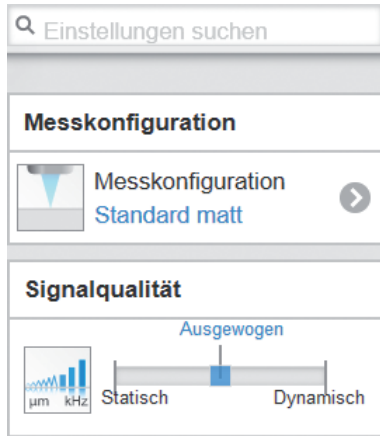 Einstellungen suchen
Messkonfiguration
Messkonfiguration
Standard matt
Signalqualität
Ausgewogen
µm kHz
Statisch Dynamisch